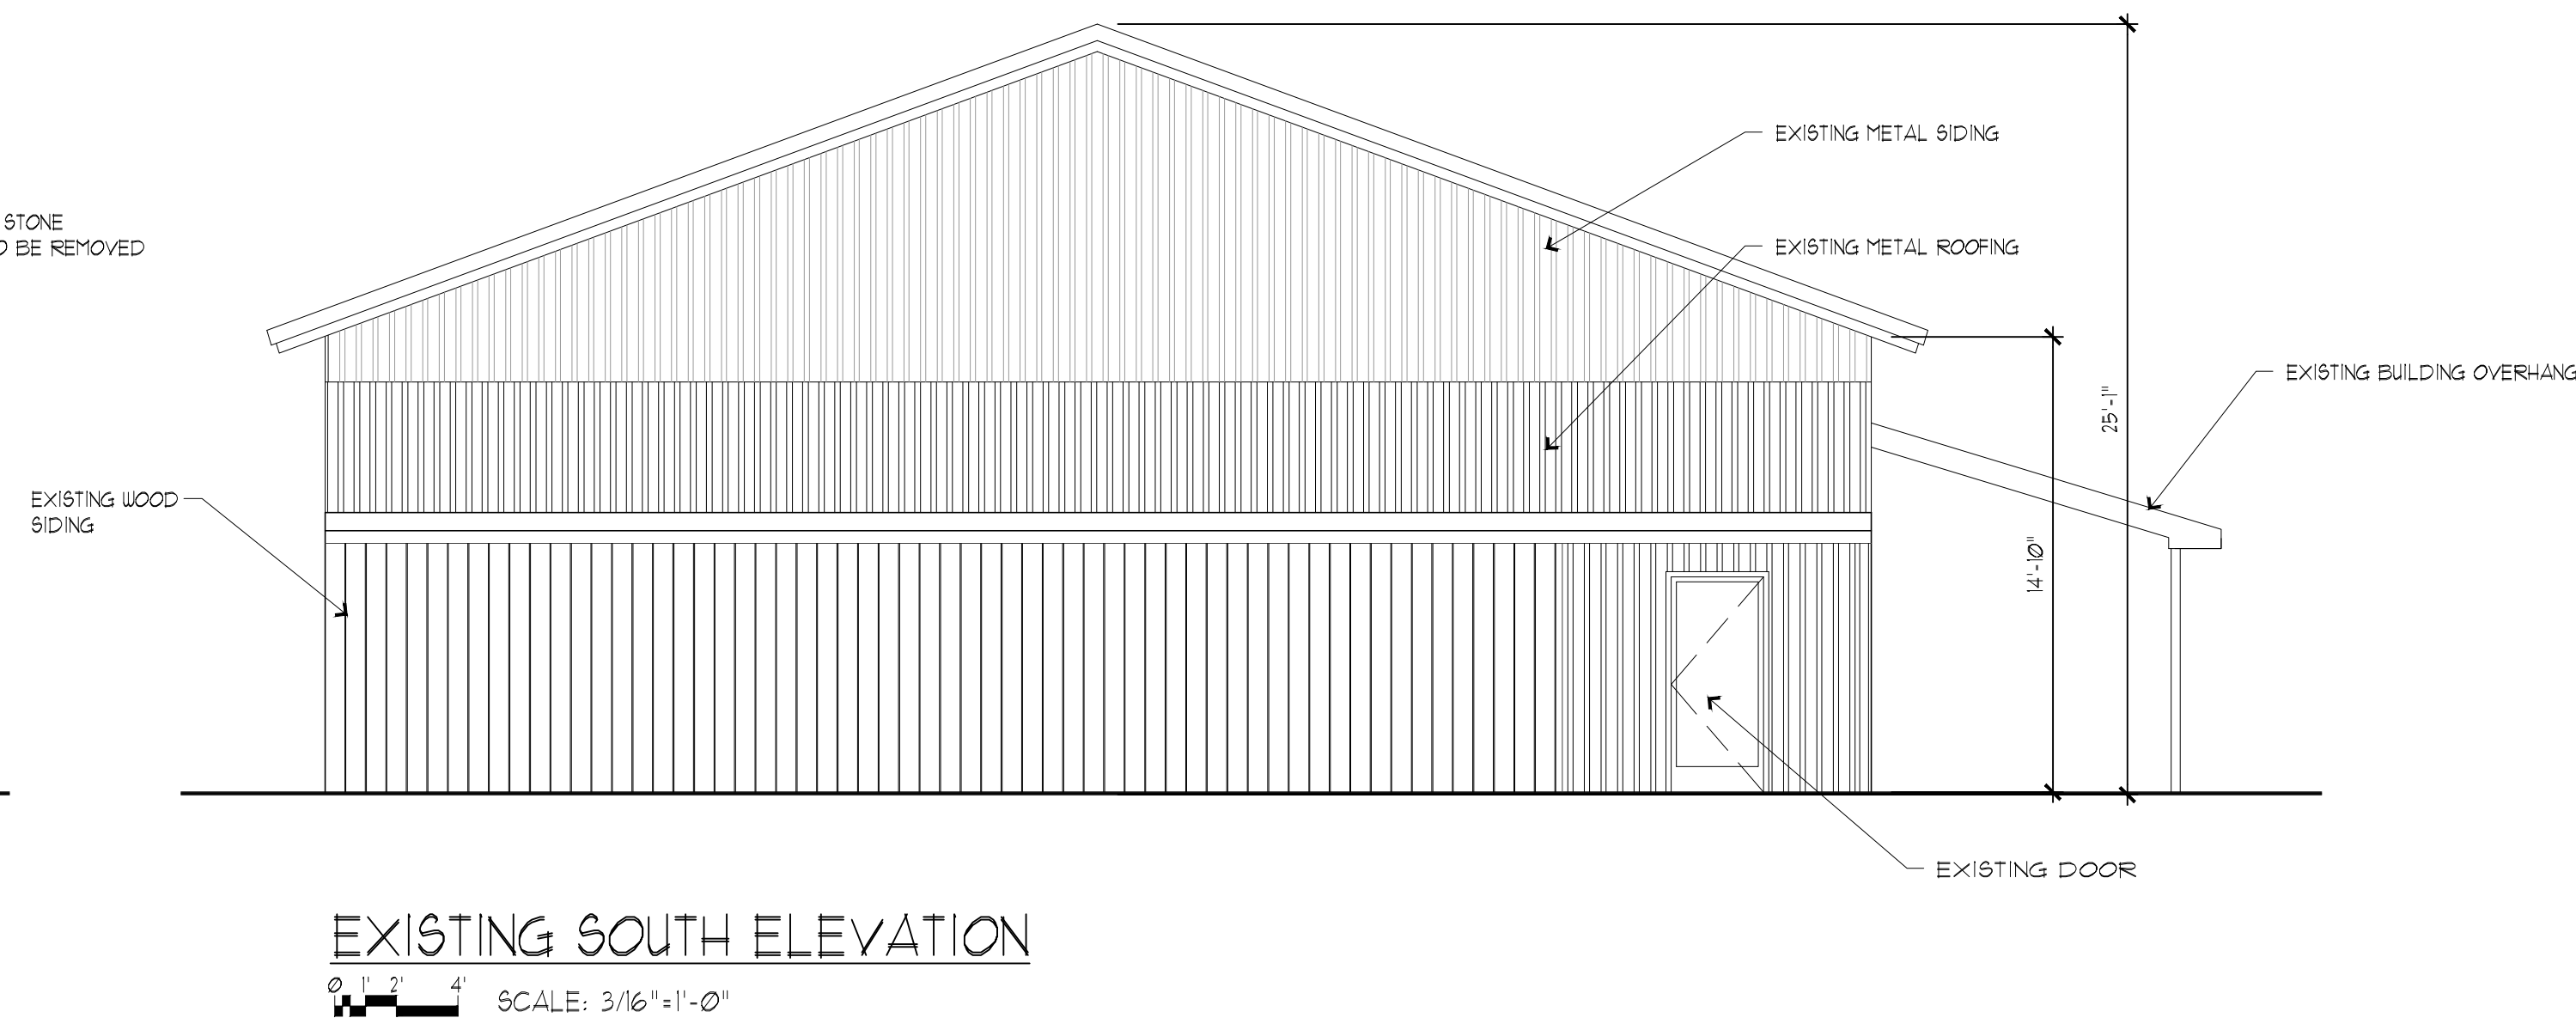 STONE
BE REMOVED
EXISTING METAL SIDING
EXISTING METAL ROOFING
EXISTING BUILDING OVERHANG
25'-1"
14'-10"
EXISTING WOOD
SIDING
EXISTING DOOR
EXISTING SOUTH ELEVATION
0 1' 2' 4'
SCALE: 3/16"=1'-0"